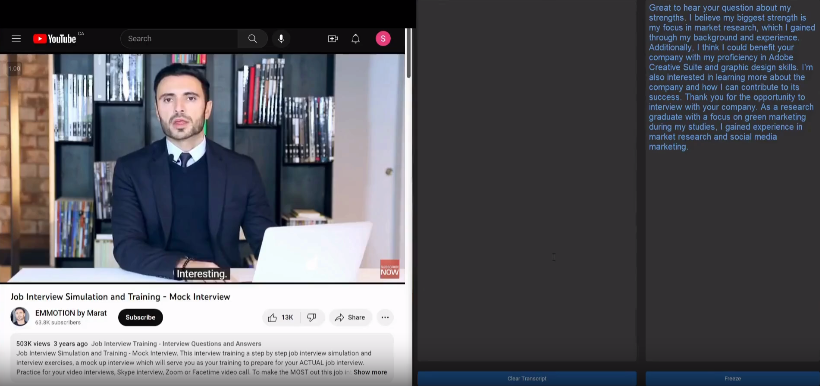 YouTube CA
Search
S
1:00
Interesting.
NOW
Job Interview Simulation and Training - Mock Interview
EMMOTION by Marat
63.8K subscribers
Subscribe
13K
Share
503K views 3 years ago Job Interview Training - Interview Questions and Answers
Job Interview Simulation and Training - Mock Interview. This interview training a step by step job interview simulation and
interview exercises, a mock up interview which will serve you as your training to prepare for your ACTUAL job interview.
Practice for your video interviews, Skype interview, Zoom or Facetime video call. To make the MOST out this job Show more
Great to hear your question about my
strengths. I believe my biggest strength is
my focus in market research, which I gained
through my background and experience.
Additionally, I think I could benefit your
company with my proficiency in Adobe
Creative Suite and graphic design skills. I'm
also interested in learning more about the
company and how I can contribute to its
success. Thank you for the opportunity to
interview with your company. As a research
graduate with a focus on green marketing
during my studies, I gained experience in
market research and social media
marketing.
Clear Transcript
Freeze